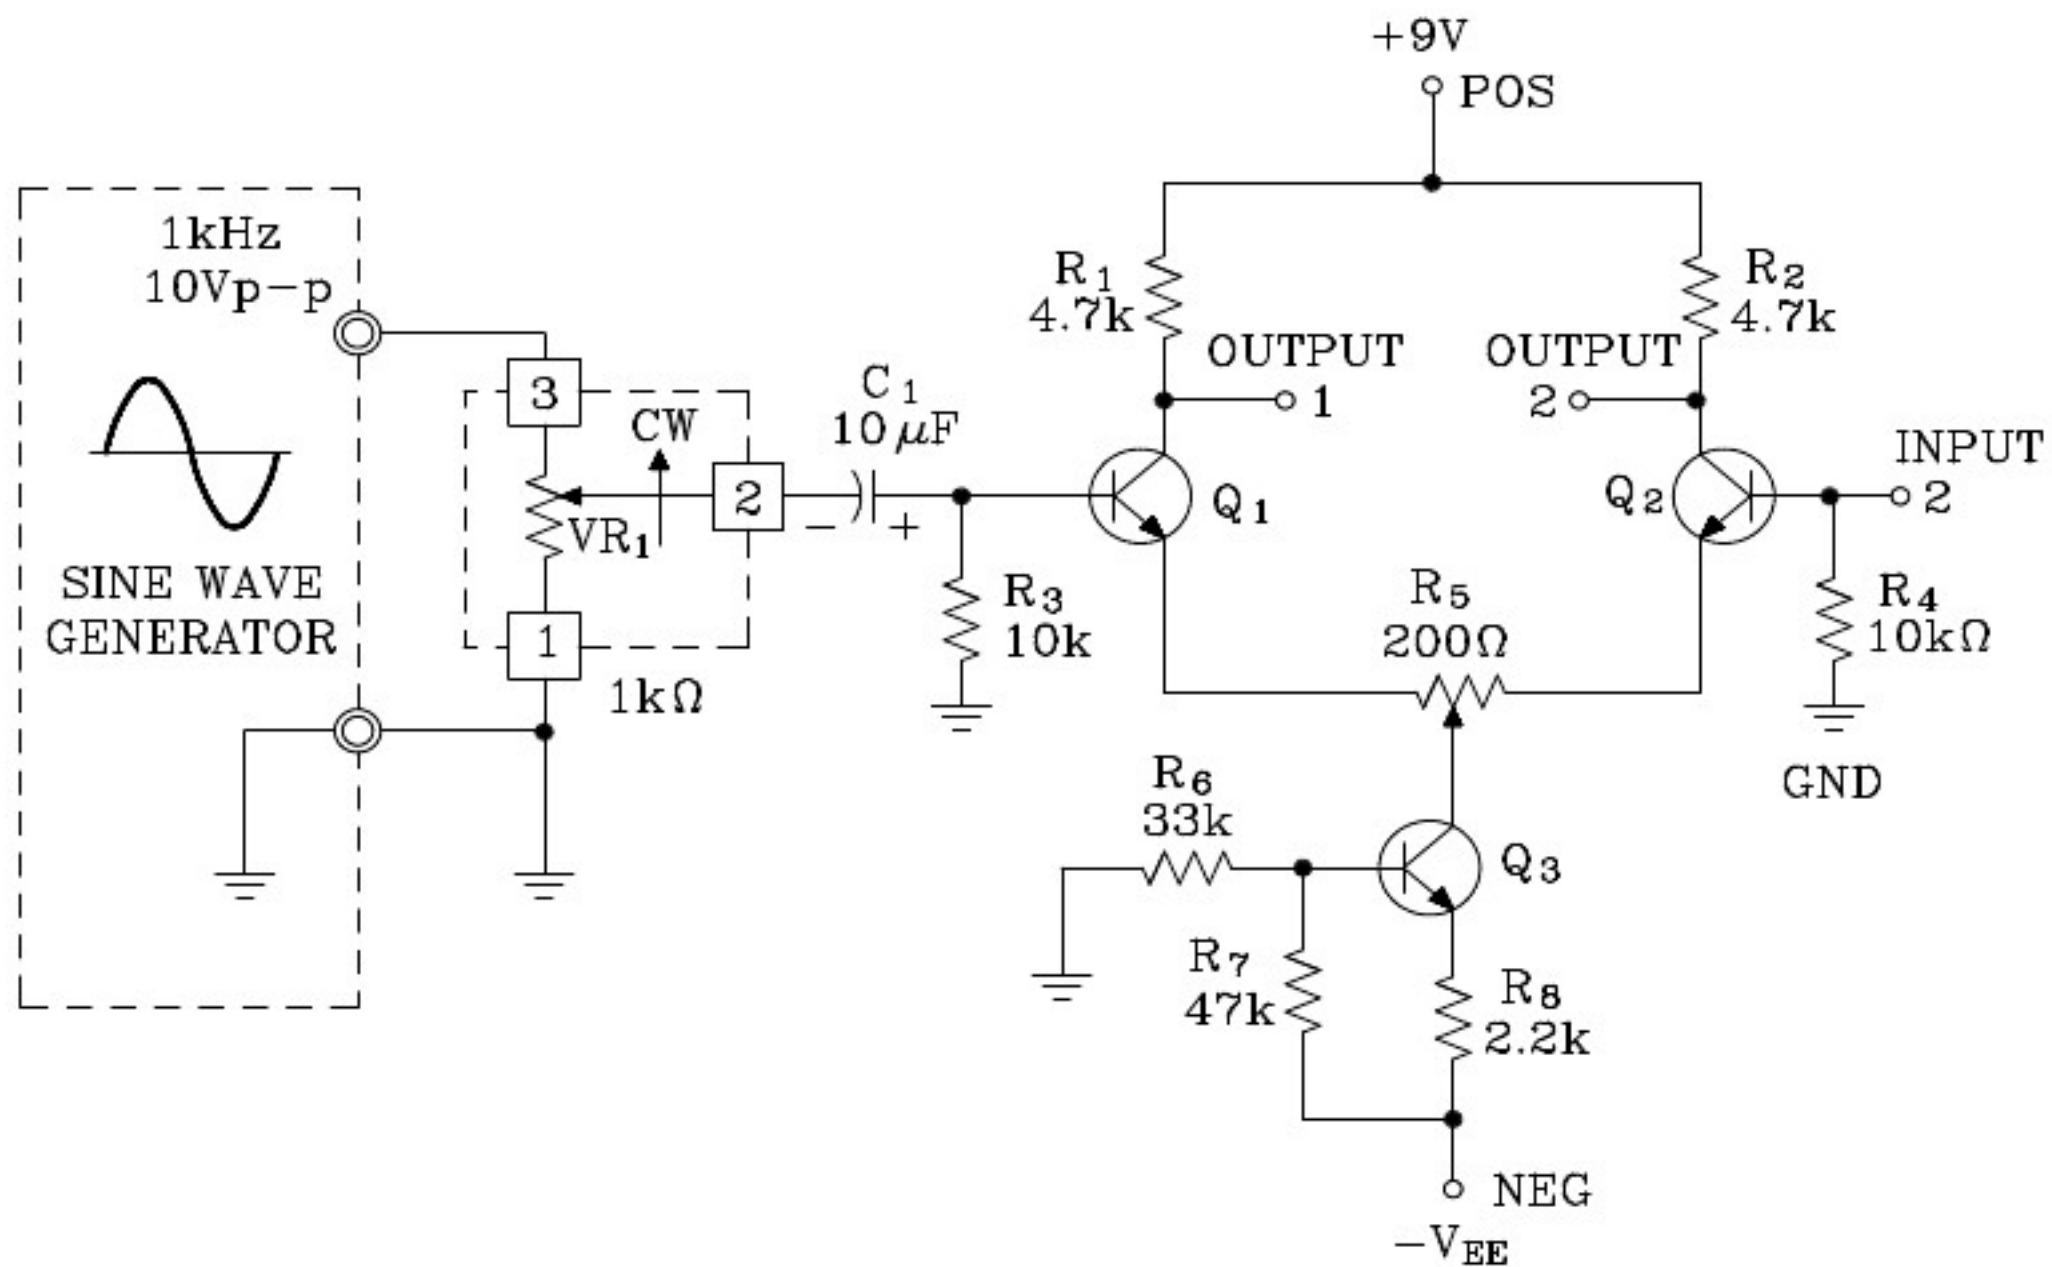 +9V
POS
1kHz
10Vp-p
SINE WAVE
GENERATOR
3
CW
2
VR1
1
1kΩ
C1
10μF
R1
4.7k
R2
4.7k
OUTPUT
1
OUTPUT
2
INPUT
2
Q1
Q2
R3
10k
R4
10kΩ
R5
200Ω
GND
R6
33k
Q3
R7
47k
R8
2.2k
NEG
-VEE
-
+